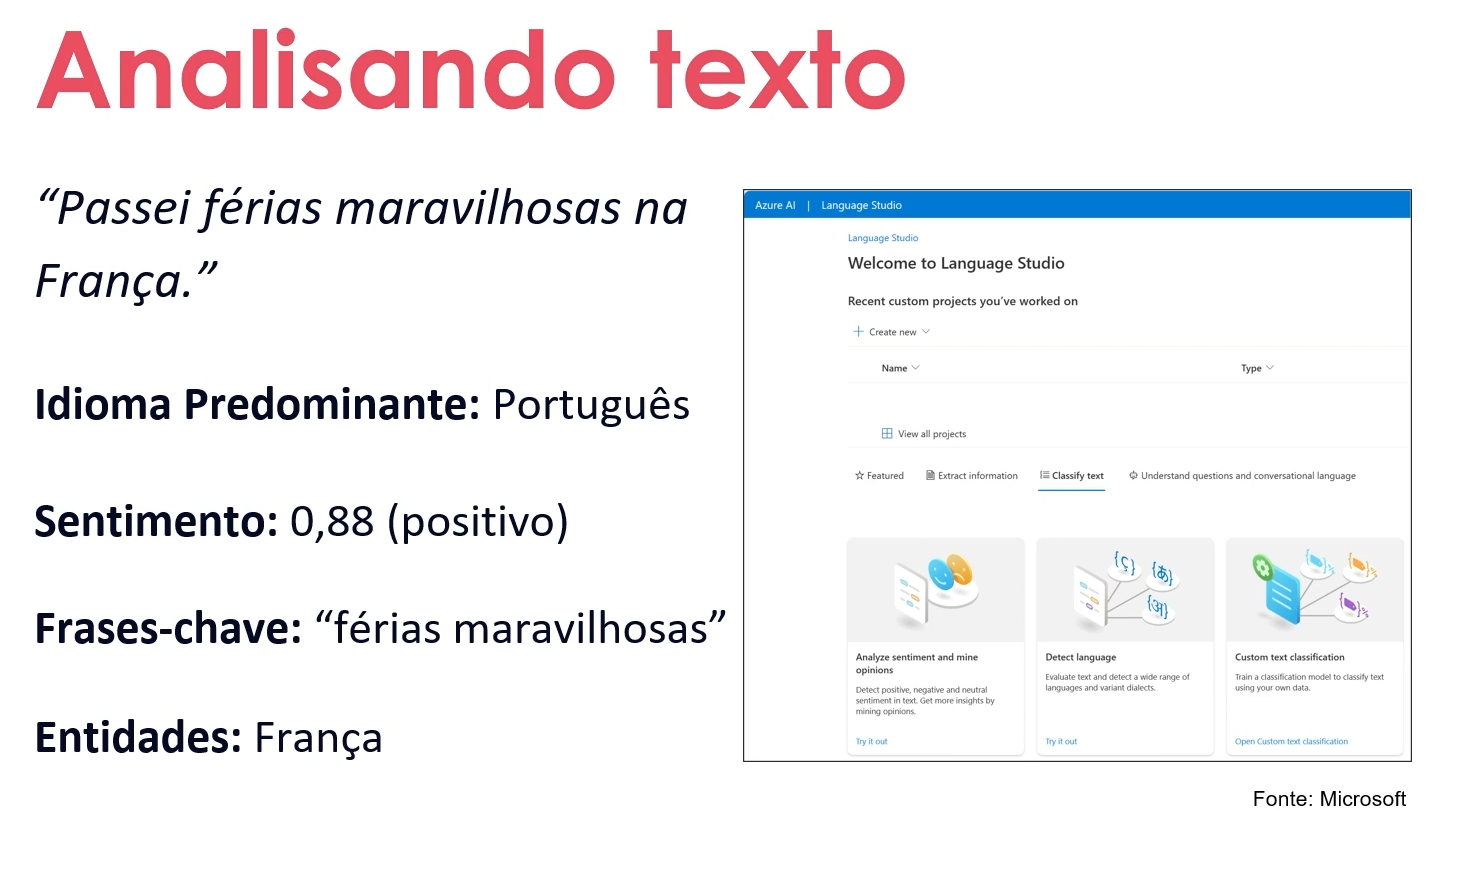 Analisando texto
“Passei férias maravilhosas na
França.”
Idioma Predominante: Português
Sentimento: 0,88 (positivo)
Frases-chave: “férias maravilhosas”
Entidades: França
Azure AI | Language Studio
Language Studio
Welcome to Language Studio
Recent custom projects you’ve worked on
Create new
Name Type
View all projects
Featured Extract information Classify text Understand questions and conversational language
Analyze sentiment and mine
opinions
Detect positive, negative and neutral
sentiment in text. Get more insights by
mining opinions.
Try it out
Detect language
Evaluate text and detect a wide range of
languages and variant dialects.
Try it out
Custom text classification
Train a classification model to classify text
using your own data.
Open Custom text classification
Fonte: Microsoft